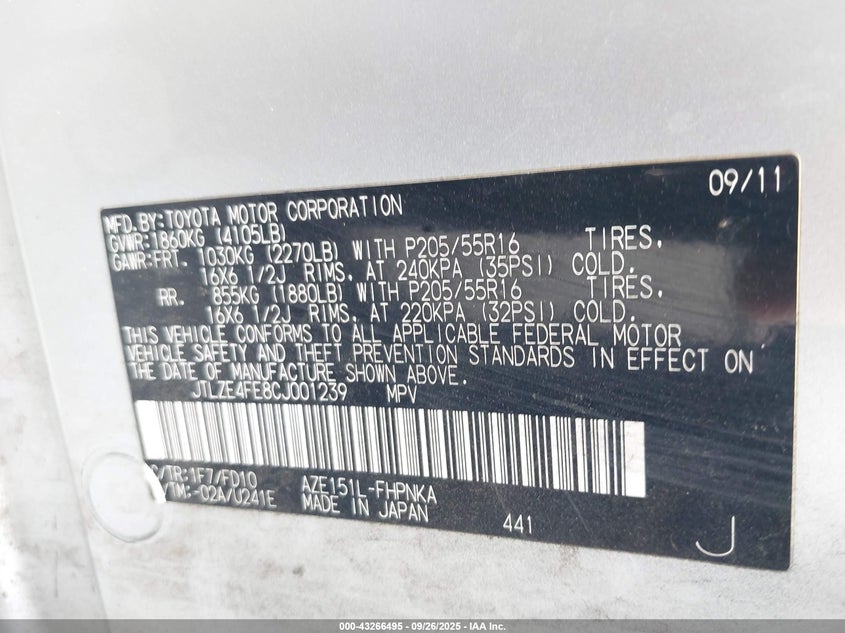 09/11
MFD. BY: TOYOTA MOTOR CORPORATION
GVWR: 1860KG (4105LB)
GAWR: FRT. 1030KG (2270LB) WITH P205/55R16 TIRES,
16X6 1/2J RIMS, AT 240KPA (35PSI) COLD.
RR. 855KG (1880LB) WITH P205/55R16 TIRES,
16X6 1/2J RIMS, AT 220KPA (32PSI) COLD.
THIS VEHICLE CONFORMS TO ALL APPLICABLE FEDERAL MOTOR
VEHICLE SAFETY AND THEFT PREVENTION STANDARDS IN EFFECT ON
THE DATE OF MANUFACTURE SHOWN ABOVE.
JTLZE4FE8CJ001239 MPV
/TR: 1F7/FD10 AZE151L-FHPNKA
/TM: -02A/U241E MADE IN JAPAN
441
J
000-43266495 - 09/26/2025 - IAA Inc.